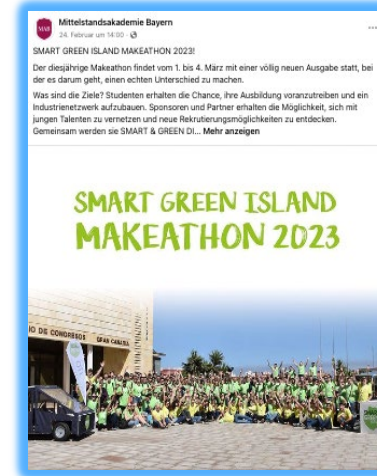 Mittelstandsakademie Bayern
24. Februar um 14:00 ·
SMART GREEN ISLAND MAKEATHON 2023!
Der diesjährige Makeathon findet vom 1. bis 4. März mit einer völlig neuen Ausgabe statt, bei
der es darum geht, einen echten Unterschied zu machen.
Was sind die Ziele? Studenten erhalten die Chance, ihre Ausbildung voranzutreiben und ein
Industrienetzwerk aufzubauen. Sponsoren und Partner erhalten die Möglichkeit, sich mit
jungen Talenten zu vernetzen und neue Rekrutierungsmöglichkeiten zu entdecken.
Gemeinsam werden sie SMART & GREEN DI... Mehr anzeigen
SMART GREEN ISLAND
MAKEATHON 2023
IO DE CONGRESOS GRAN CANARIA